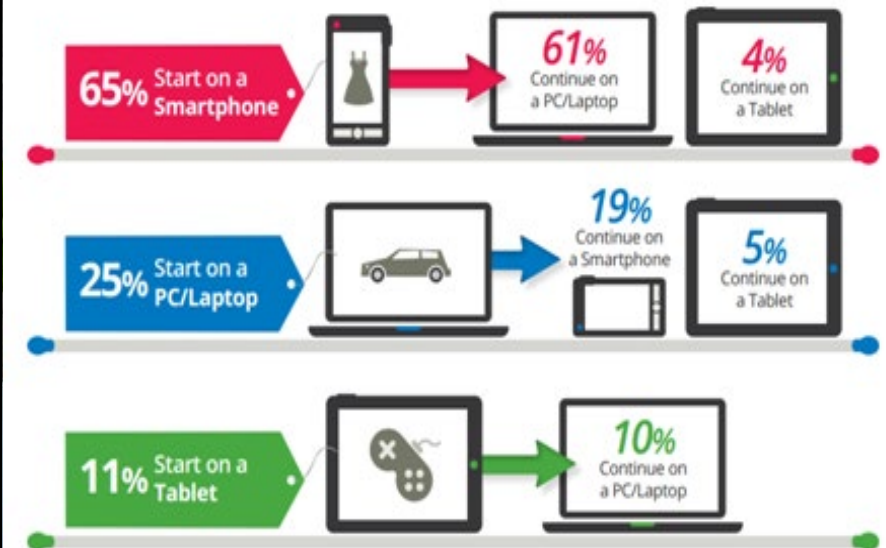 65% Start on a
Smartphone
61%
Continue on
a PC/Laptop
4%
Continue on
a Tablet
25% Start on a
PC/Laptop
19%
Continue on
a Smartphone
5%
Continue on
a Tablet
11% Start on a
Tablet
10%
Continue on
a PC/Laptop